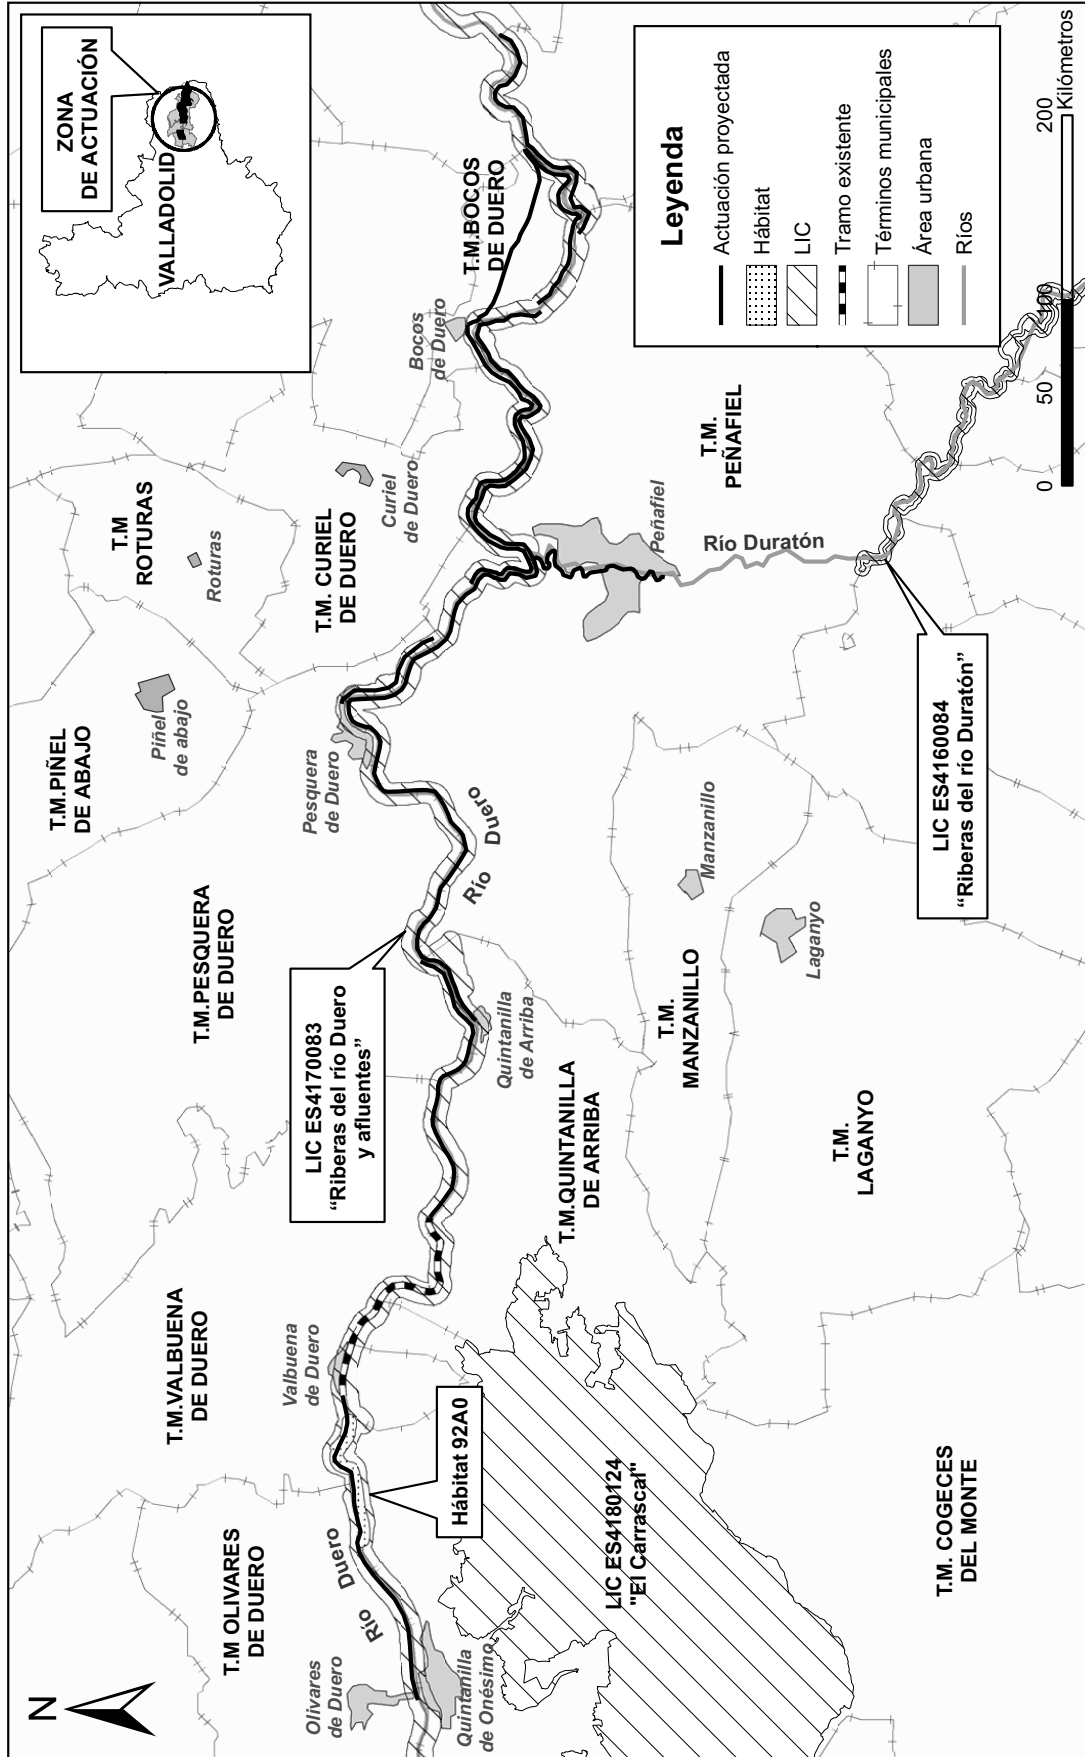 N
ZONA
DE ACTUACIÓN
VALLADOLID
T.M OLIVARES
DE DUERO
T.M.VALBUENA
DE DUERO
T.M.PESQUERA
DE DUERO
T.M.PIÑEL
DE ABAJO
T.M
ROTURAS
T.M. CURIEL
DE DUERO
T.M.BOCOS
DE DUERO
Olivares
de Duero
Quintanilla
de Onésimo
Río Duero
Valbuena
de Duero
Hábitat 92A0
LIC ES4170083
“Riberas del río Duero
y afluentes”
Quintanilla
de Arriba
Río Duero
Pesquera
de Duero
Piñel
de abajo
Roturas
Curiel
de Duero
Bocos
de Duero
Peñafiel
Río Duratón
T.M.
PEÑAFIEL
T.M.QUINTANILLA
DE ARRIBA
T.M.
MANZANILLO
Manzanillo
Laganyo
T.M.
LAGANYO
LIC ES4180124
"El Carrascal"
T.M. COGECES
DEL MONTE
LIC ES4160084
“Riberas del río Duratón”
Leyenda
Actuación proyectada
Hábitat
LIC
Tramo existente
Términos municipales
Área urbana
Ríos
0 50 100 200
Kilómetros